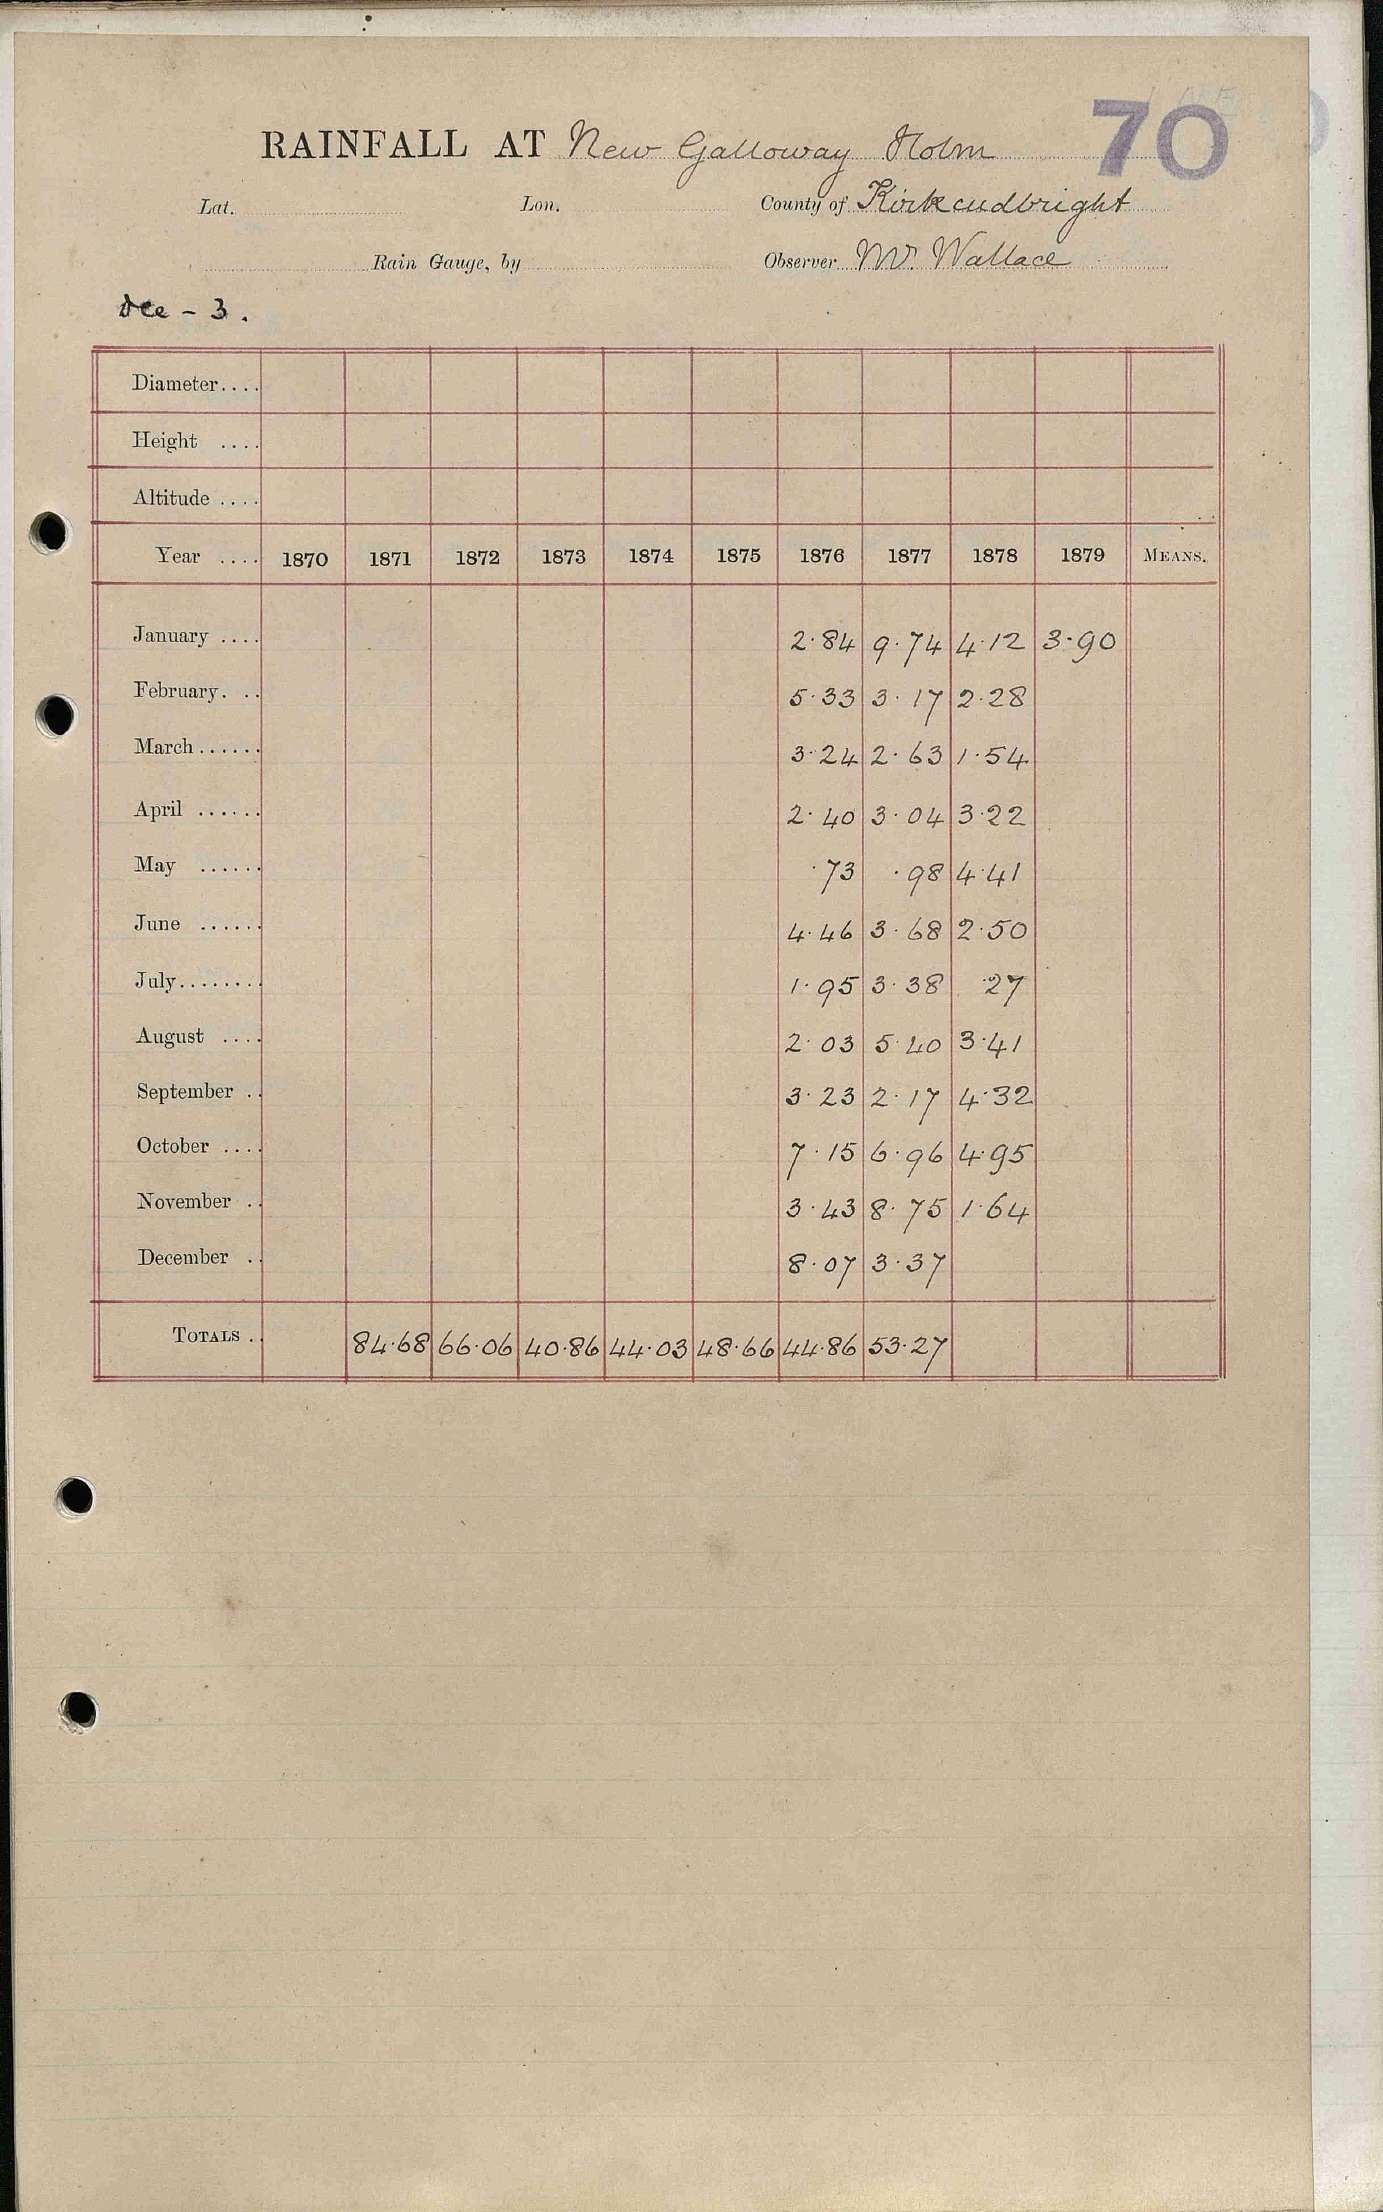 70
RAINFALL AT New Galloway Holm
Lat. Lon. County of Kirkcudbright
Rain Gauge, by Observer Mr. Wallace
Dee - 3.
Diameter....
Height ....
Altitude ....
Year .... 1870 1871 1872 1873 1874 1875 1876 1877 1878 1879 MEANS.
January .... 2.84 9.74 4.12 3.90
February. .. 5.33 3.17 2.28
March...... 3.24 2.63 1.54
April ...... 2.40 3.04 3.22
May ...... .73 .98 4.41
June ...... 4.46 3.68 2.50
July........ 1.95 3.38 .27
August .... 2.03 5.40 3.41
September .. 3.23 2.17 4.32
October .... 7.15 6.96 4.95
November .. 3.43 8.75 1.64
December .. 8.07 3.37
TOTALS .. 84.68 66.06 40.86 44.03 48.66 44.86 53.27